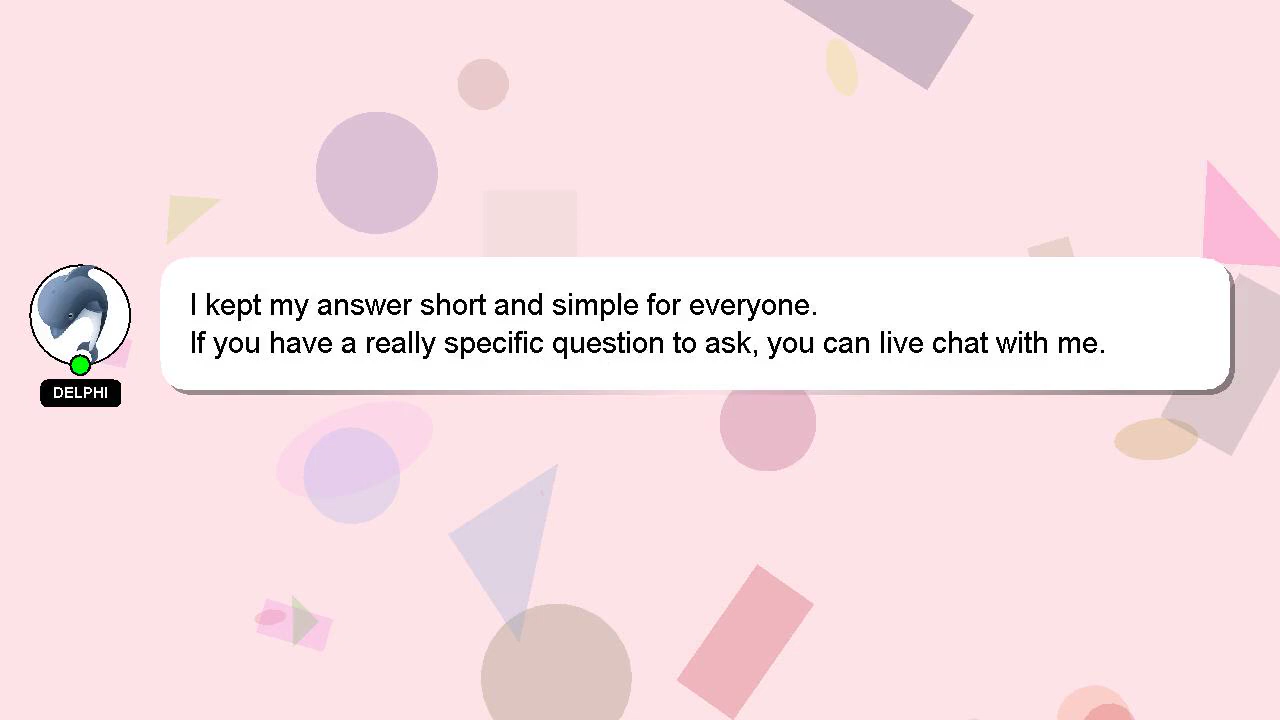 I kept my answer short and simple for everyone.
If you have a really specific question to ask, you can live chat with me.
DELPHI